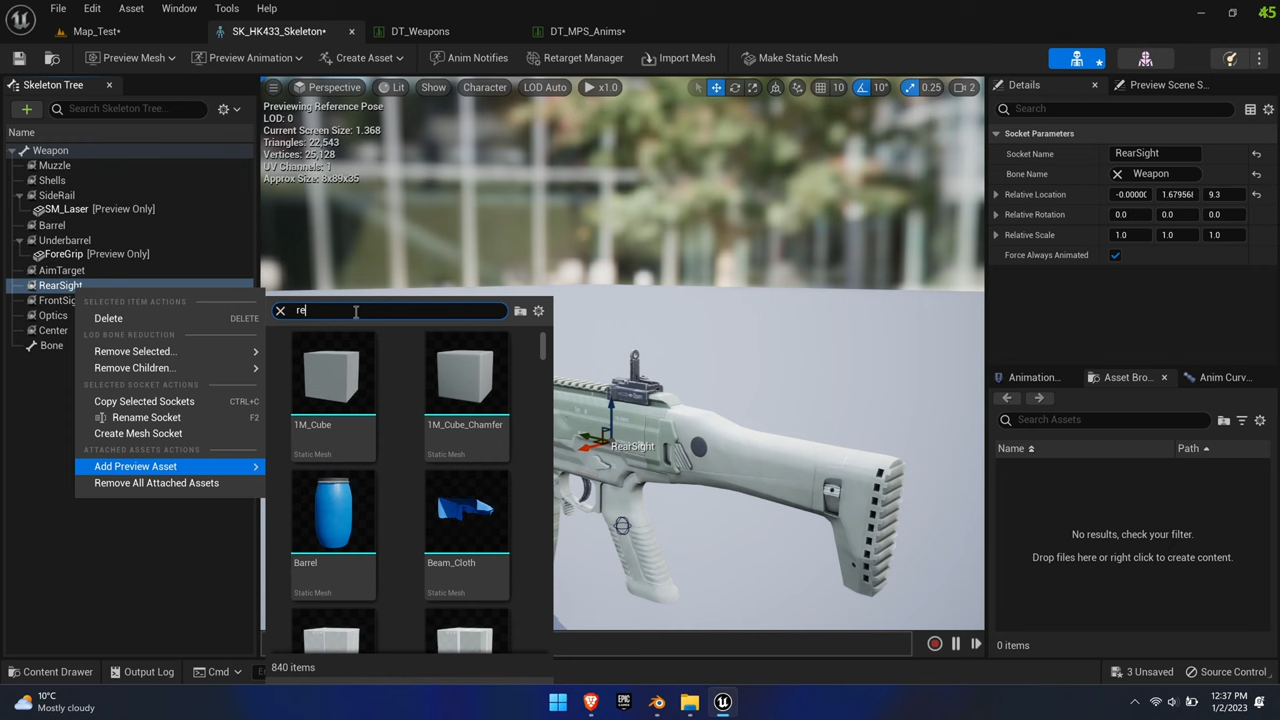 File Edit Asset Window Tools Help
45
Map_Test* SK_HK433_Skeleton* DT_Weapons DT_MPS_Anims*
Preview Mesh Preview Animation Create Asset Anim Notifies Retarget Manager Import Mesh Make Static Mesh
Skeleton Tree
Search Skeleton Tree...
Name
Weapon
Muzzle
Shells
SideRail
SM_Laser [Preview Only]
Barrel
Underbarrel
ForeGrip [Preview Only]
AimTarget
RearSight
FrontSig
Optics
Center
Bone
SELECTED ITEM ACTIONS
Delete DELETE
LOD BONE REDUCTION
Remove Selected...
Remove Children...
SELECTED SOCKET ACTIONS
Copy Selected Sockets CTRL+C
Rename Socket F2
Create Mesh Socket
ATTACHED ASSETS ACTIONS
Add Preview Asset
Remove All Attached Assets
re
1M_Cube
Static Mesh
1M_Cube_Chamfer
Static Mesh
Barrel
Static Mesh
Beam_Cloth
Static Mesh
840 items
Perspective Lit Show Character LOD Auto x1.0 10 10° 0.25 2
Previewing Reference Pose
LOD: 0
Current Screen Size: 1.368
Triangles: 22,543
Vertices: 25,128
UV Channels: 1
Approx Size: 8x89x35
RearSight
Details Preview Scene S...
Search
Socket Parameters
Socket Name RearSight
Bone Name Weapon
Relative Location -0.00000 1.67956 9.3
Relative Rotation 0.0 0.0 0.0
Relative Scale 1.0 1.0 1.0
Force Always Animated
Animation... Asset Bro... Anim Curv...
Search Assets
Name Path
No results, check your filter.
Drop files here or right click to create content.
0 items
Content Drawer Output Log Cmd
3 Unsaved Source Control
10°C
Mostly cloudy
12:37 PM
1/2/2023